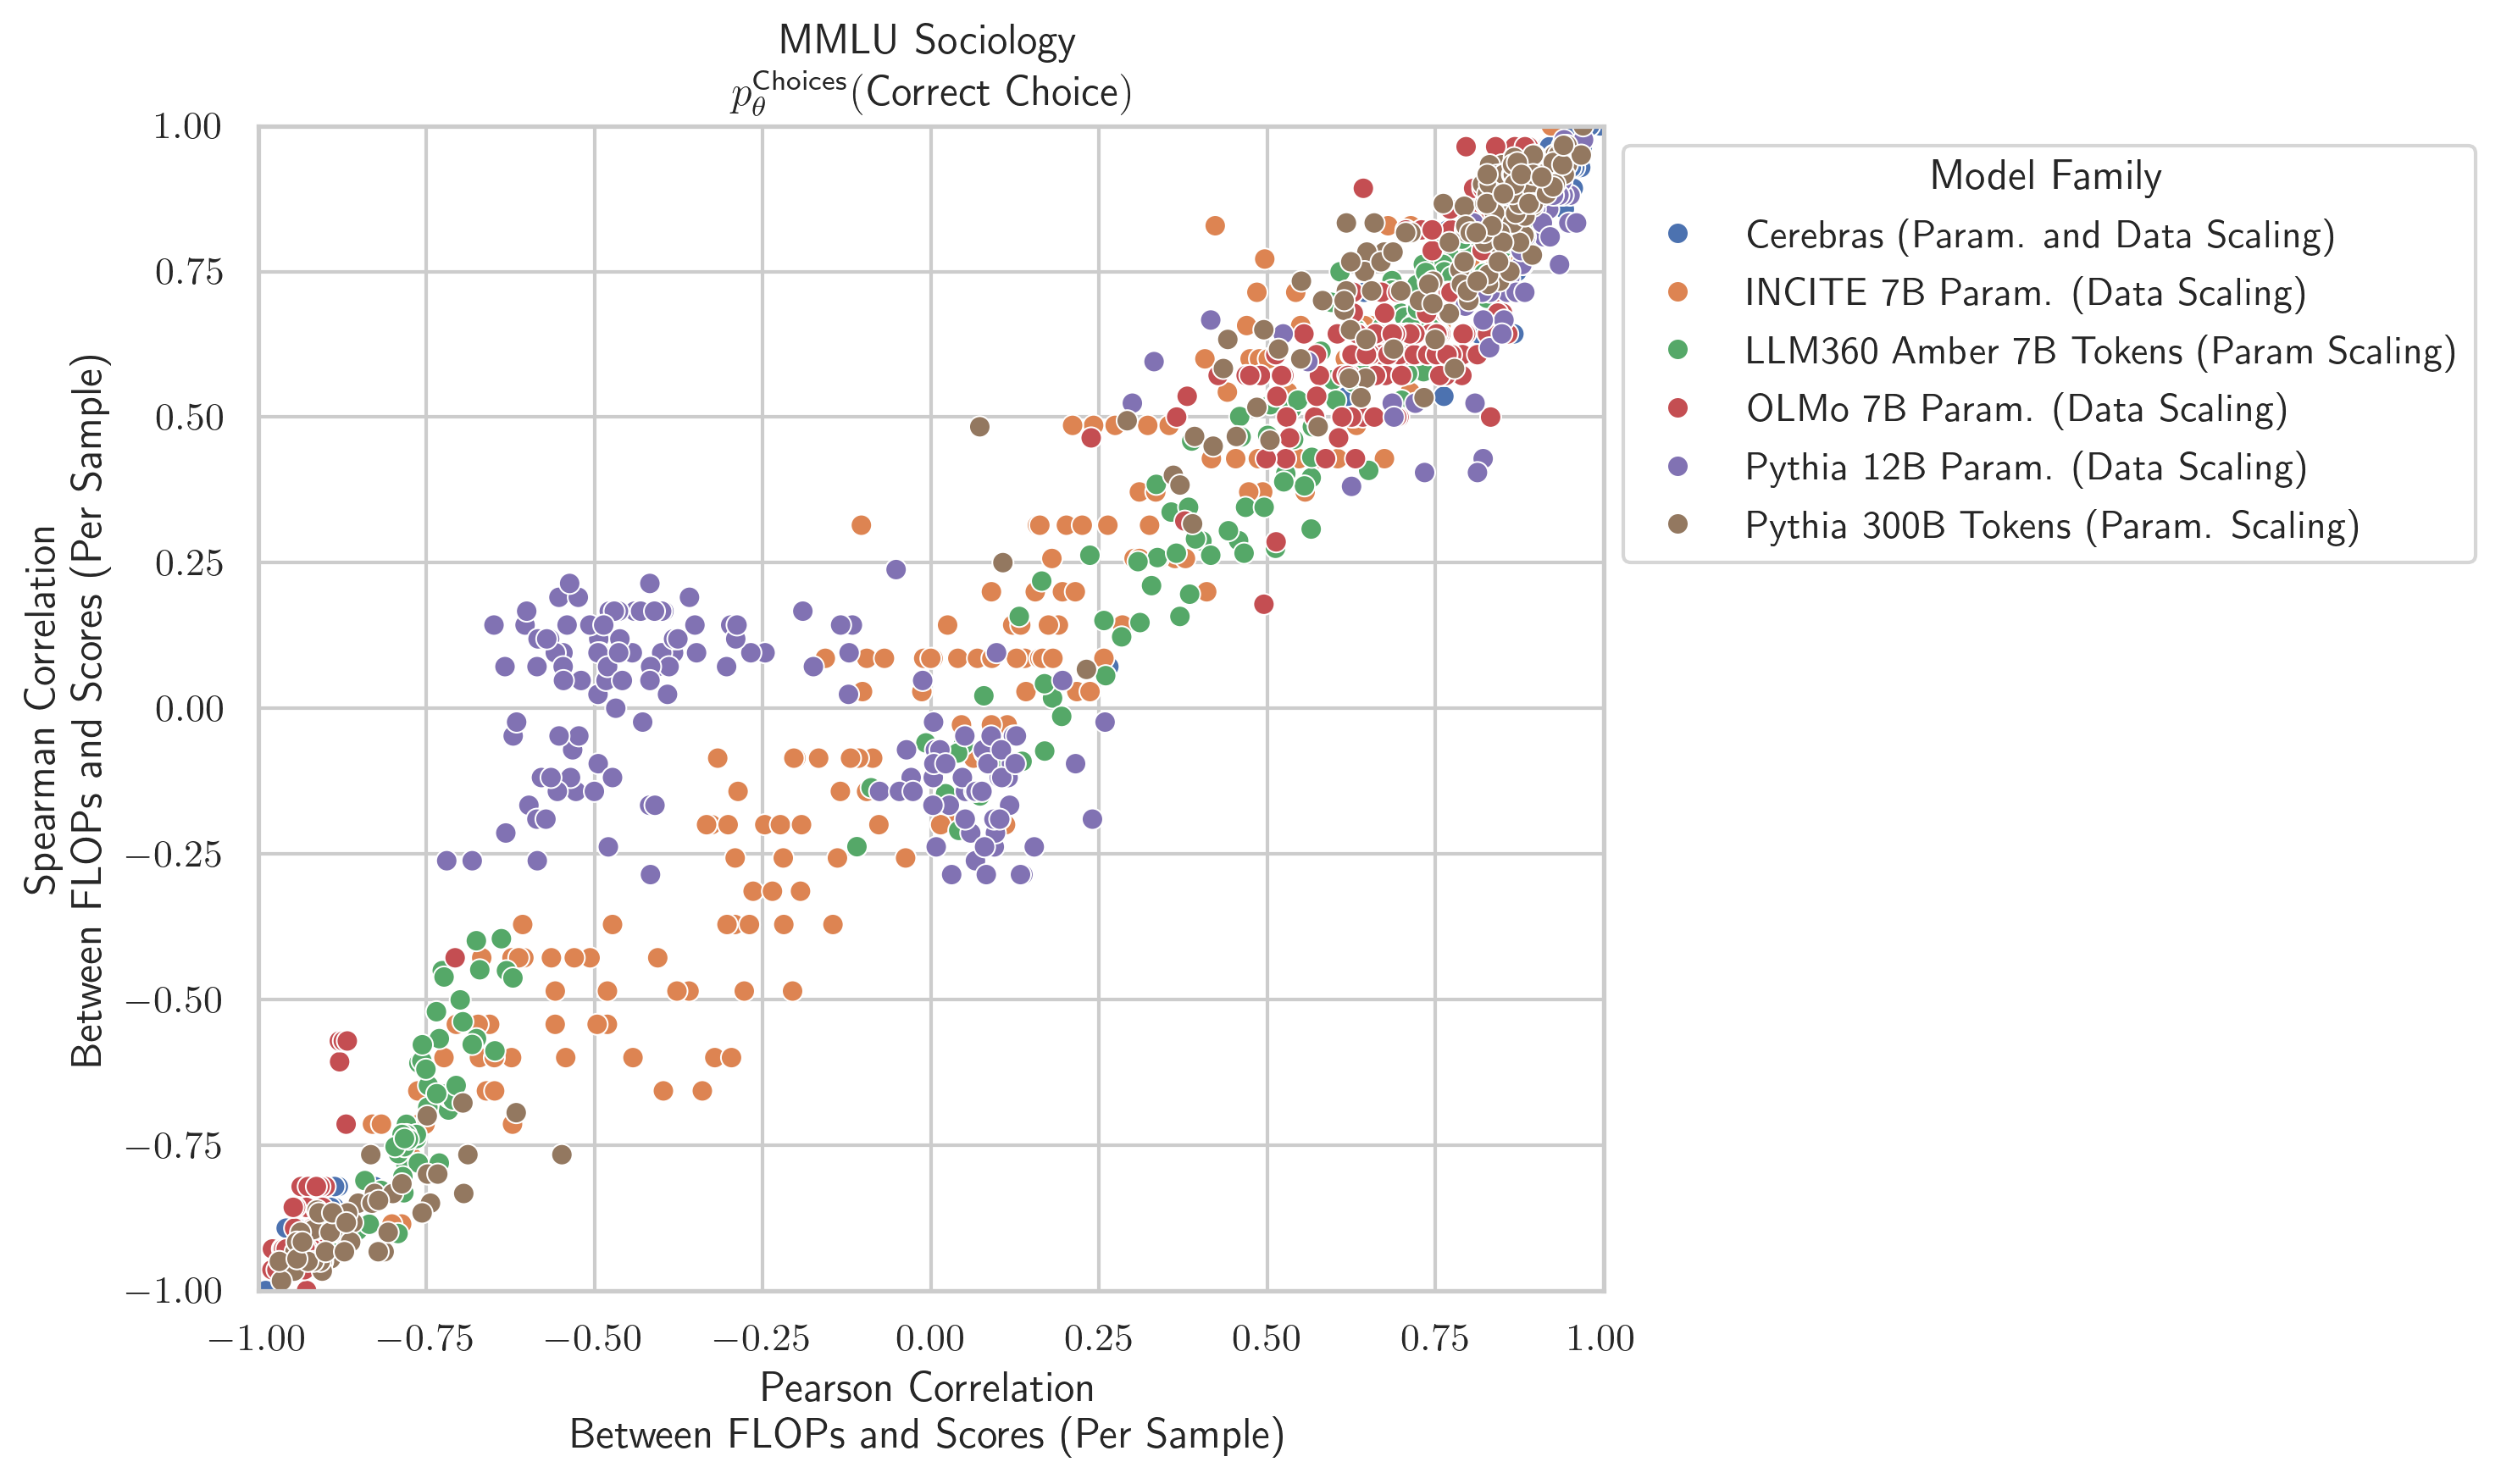 MMLU Sociology
p_θ^Choices(Correct Choice)
1.00
0.75
0.50
0.25
0.00
−0.25
−0.50
−0.75
−1.00
Spearman Correlation
Between FLOPs and Scores (Per Sample)
−1.00 −0.75 −0.50 −0.25 0.00 0.25 0.50 0.75 1.00
Pearson Correlation
Between FLOPs and Scores (Per Sample)
Model Family
Cerebras (Param. and Data Scaling)
INCITE 7B Param. (Data Scaling)
LLM360 Amber 7B Tokens (Param Scaling)
OLMo 7B Param. (Data Scaling)
Pythia 12B Param. (Data Scaling)
Pythia 300B Tokens (Param. Scaling)